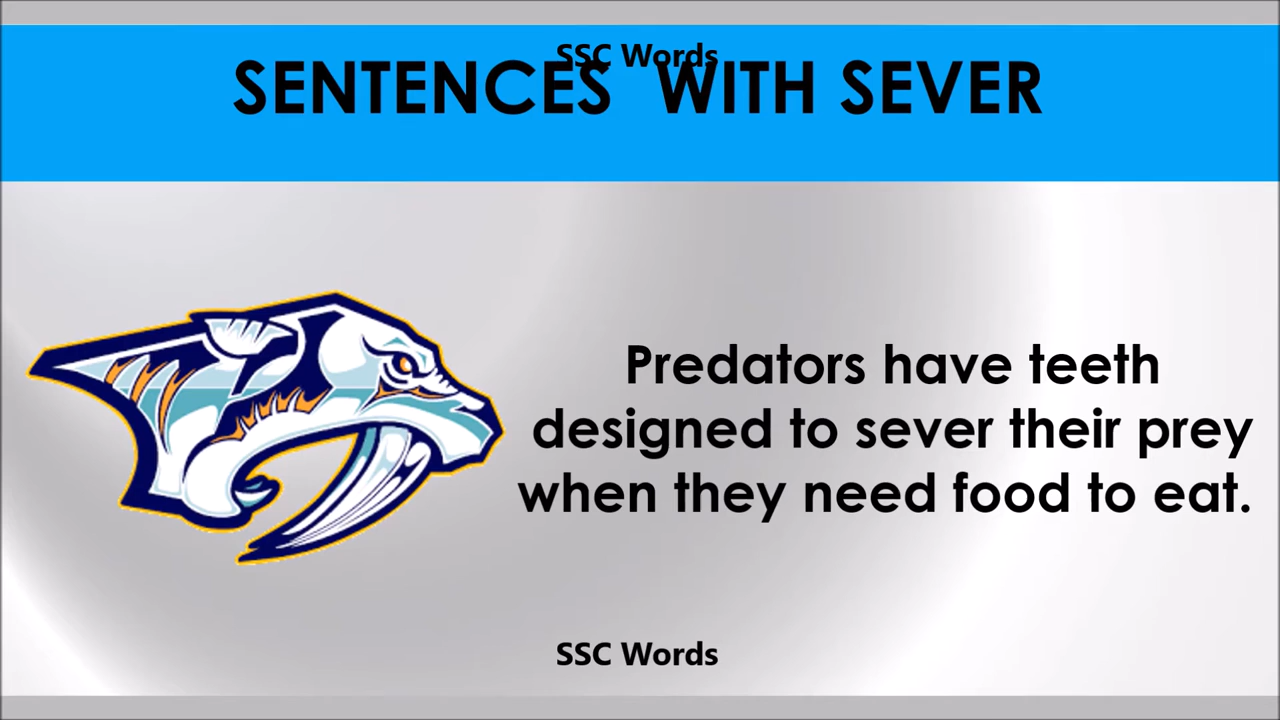 SSC Words
SENTENCES WITH SEVER
Predators have teeth
designed to sever their prey
when they need food to eat.
SSC Words